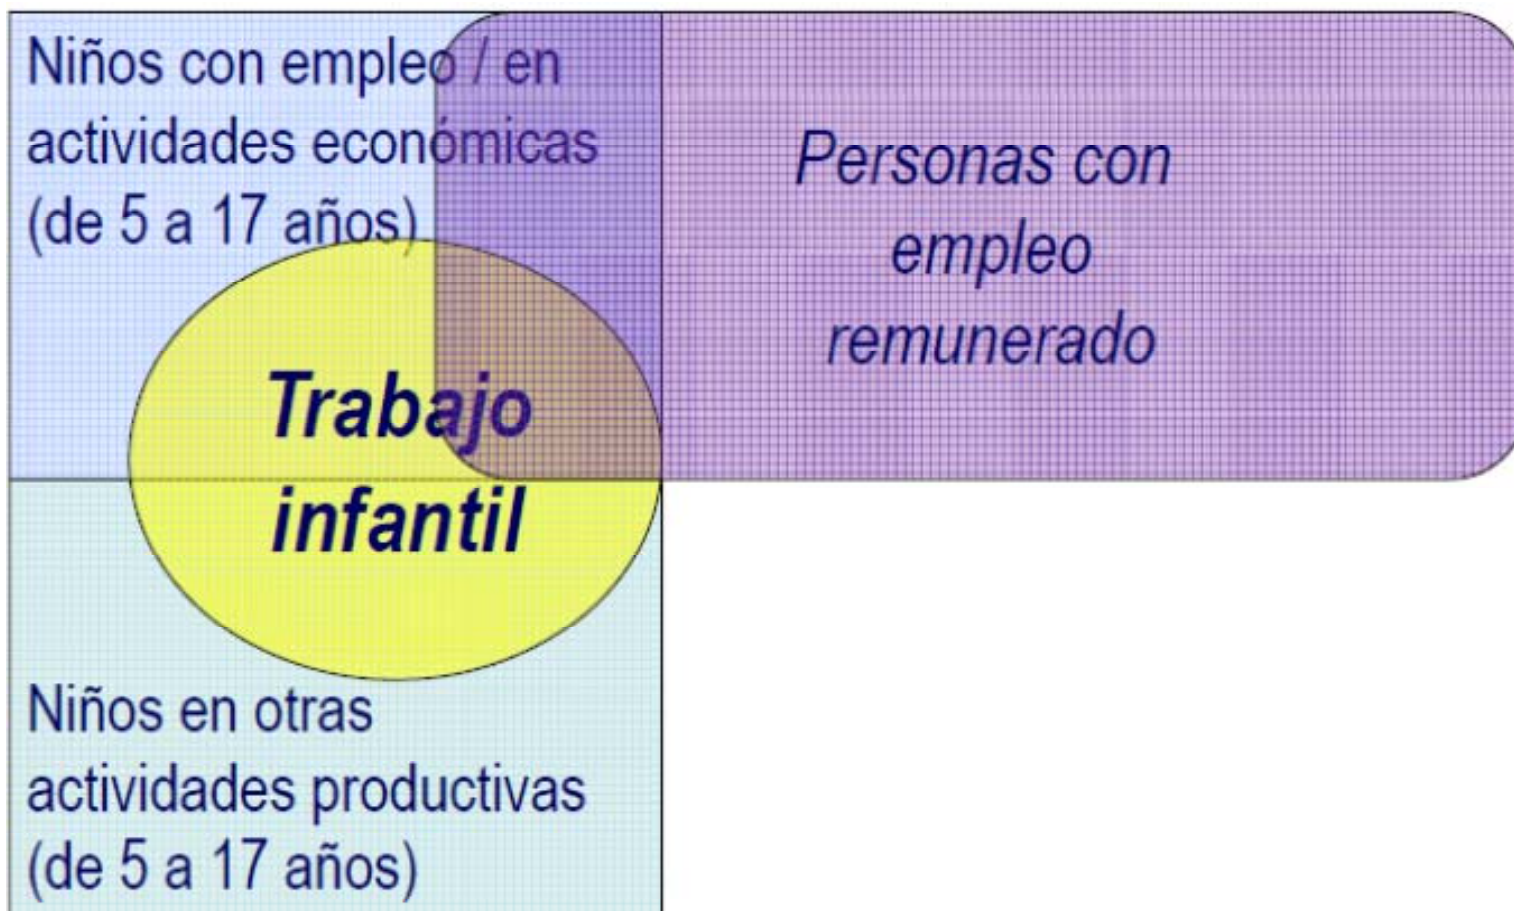 Niños con empleo / en
actividades económicas
(de 5 a 17 años)
Personas con
empleo
remunerado
Trabajo
infantil
Niños en otras
actividades productivas
(de 5 a 17 años)